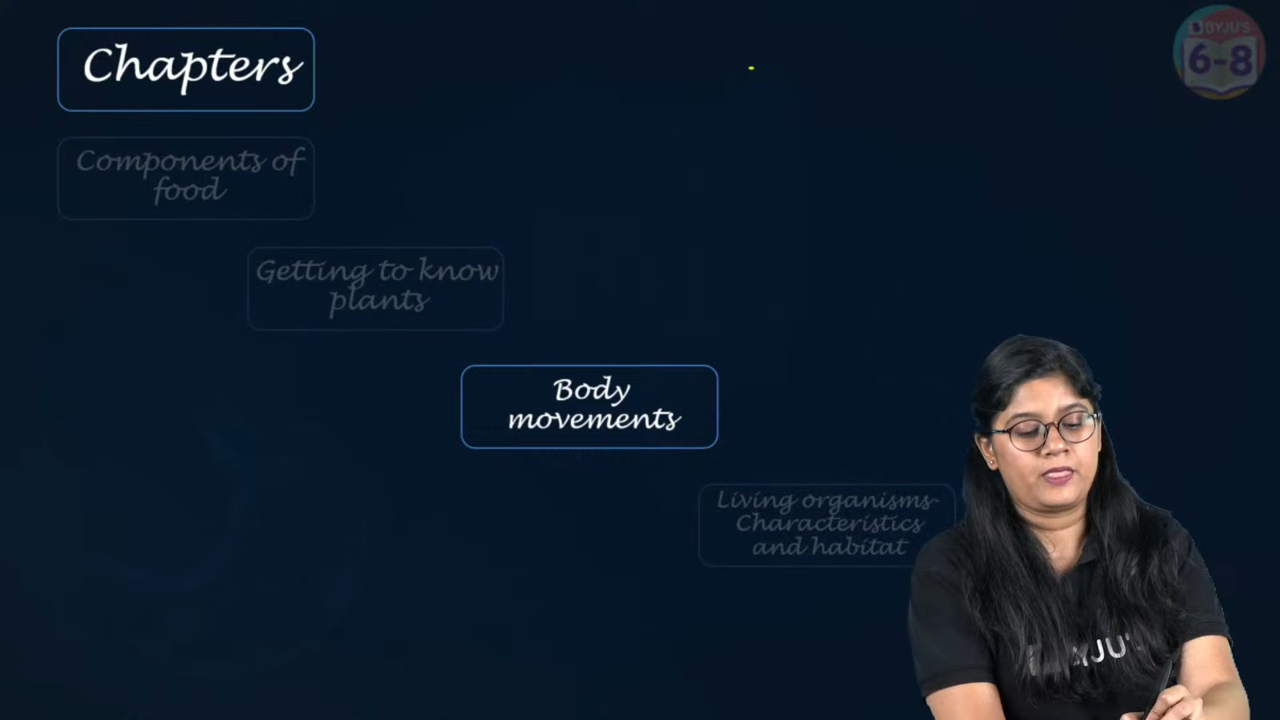 Chapters
BYJU'S
6-8
Components of
food
Getting to know
plants
Body
movements
Living organisms-
Characteristics
and habitat
BYJU'S